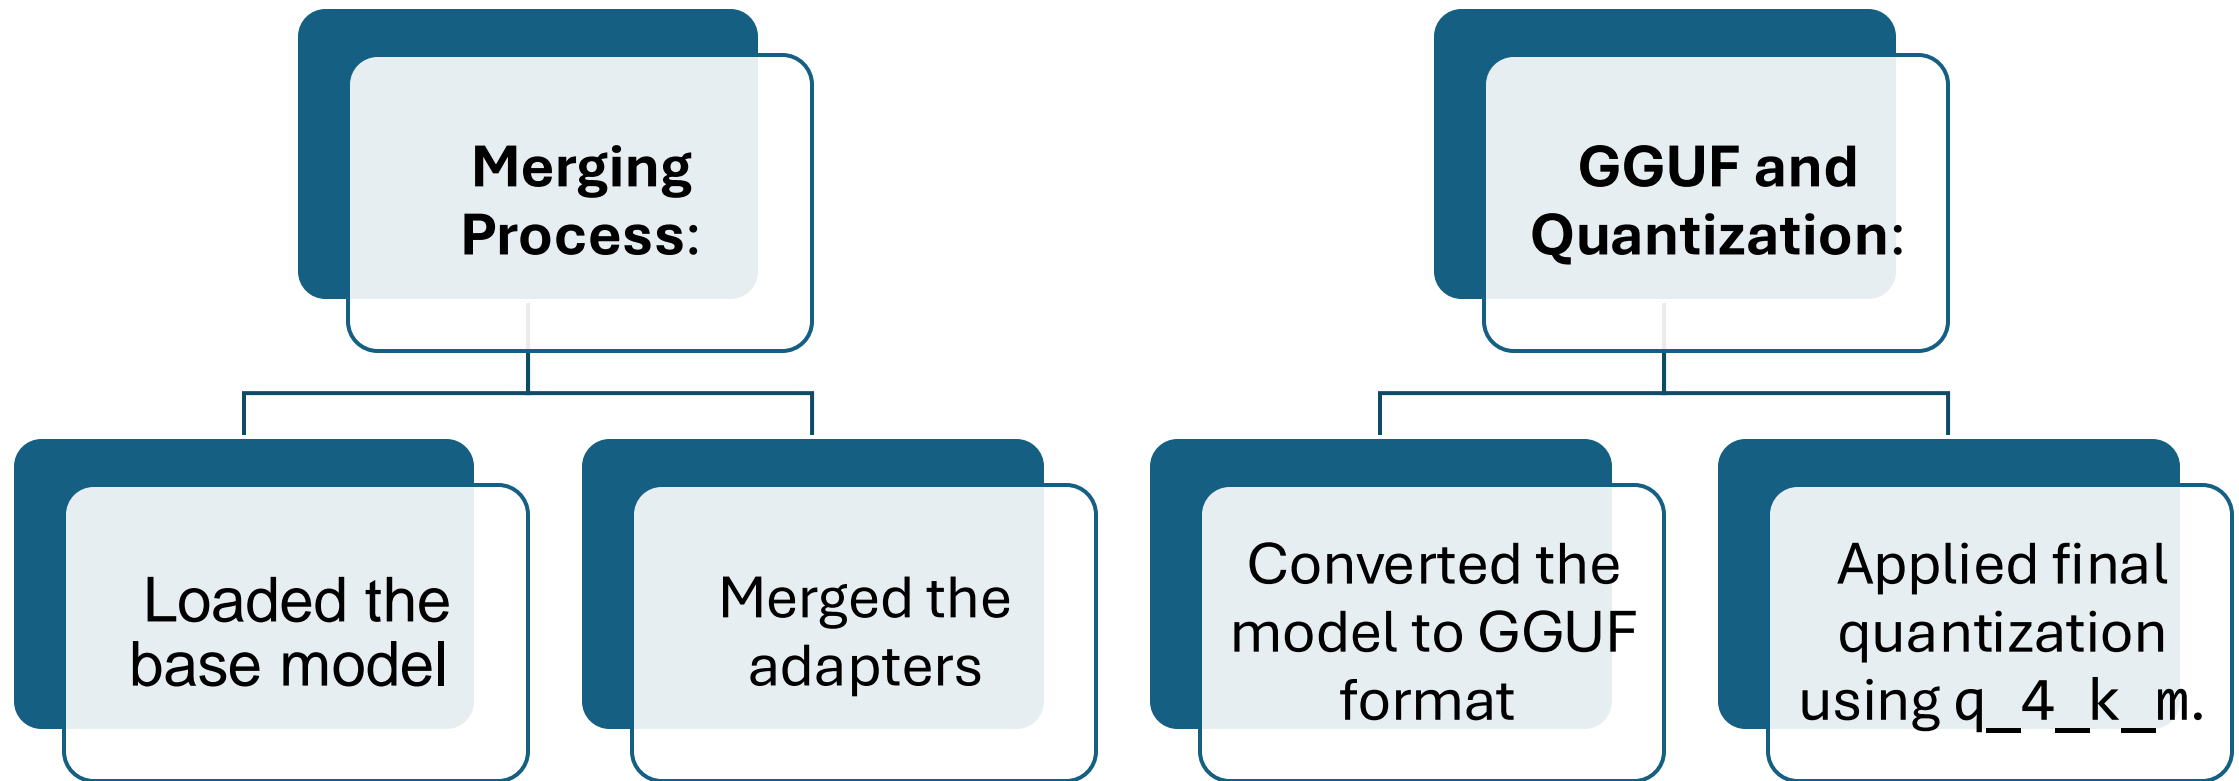 Merging
Process:
GGUF and
Quantization:
Loaded the
base model
Merged the
adapters
Converted the
model to GGUF
format
Applied final
quantization
using q_4_k_m.